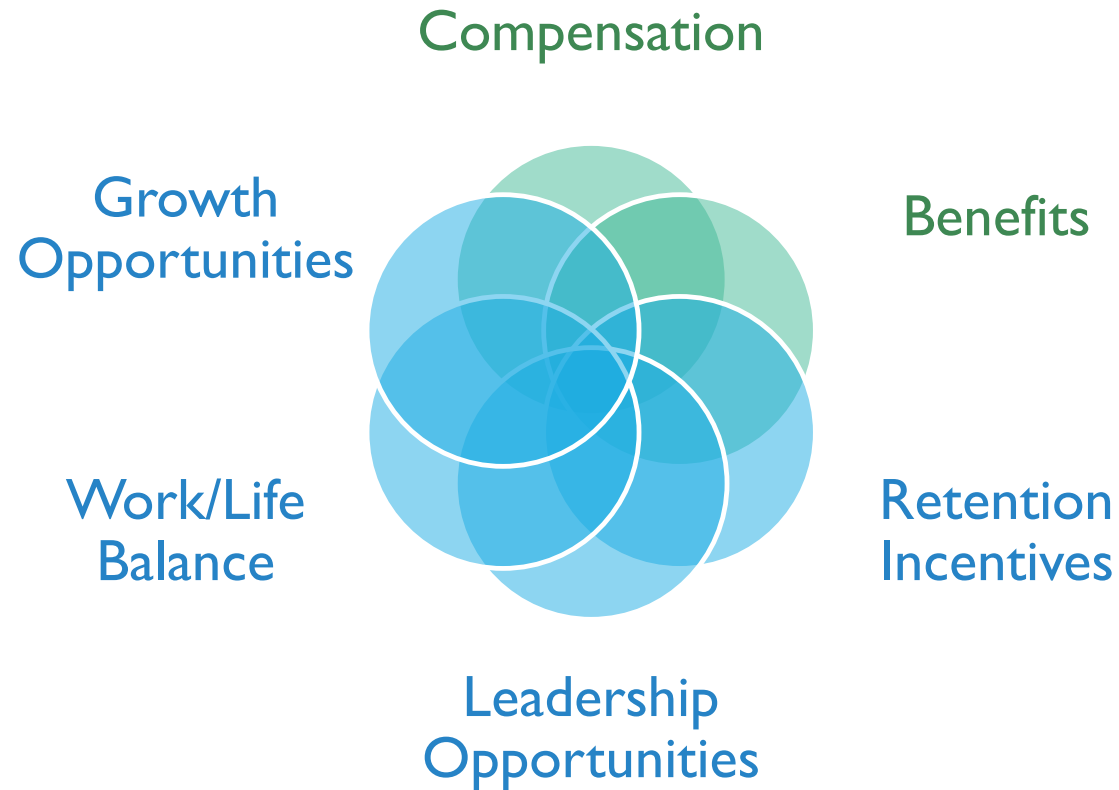 Compensation
Growth
Opportunities
Benefits
Work/Life
Balance
Retention
Incentives
Leadership
Opportunities